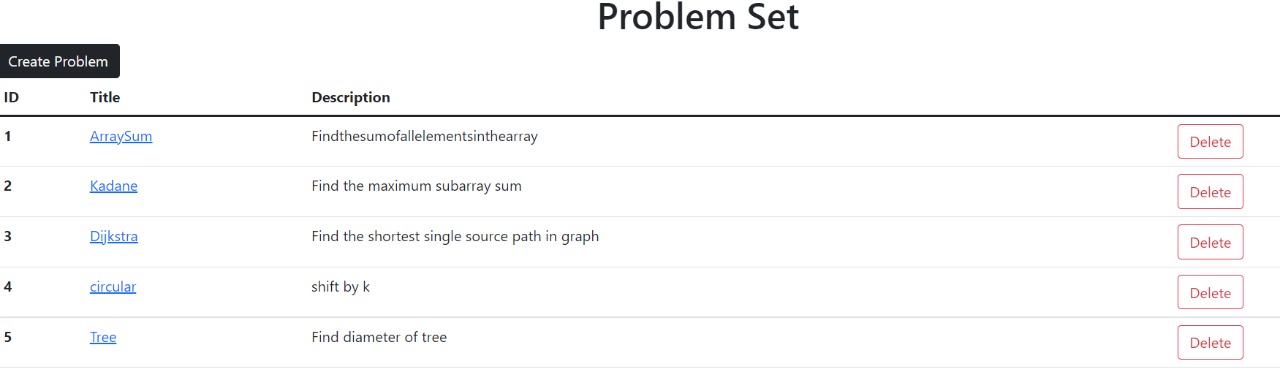 Problem Set
Create Problem
ID Title Description
1 ArraySum Findthesumofallelementsinthearray Delete
2 Kadane Find the maximum subarray sum Delete
3 Dijkstra Find the shortest single source path in graph Delete
4 circular shift by k Delete
5 Tree Find diameter of tree Delete